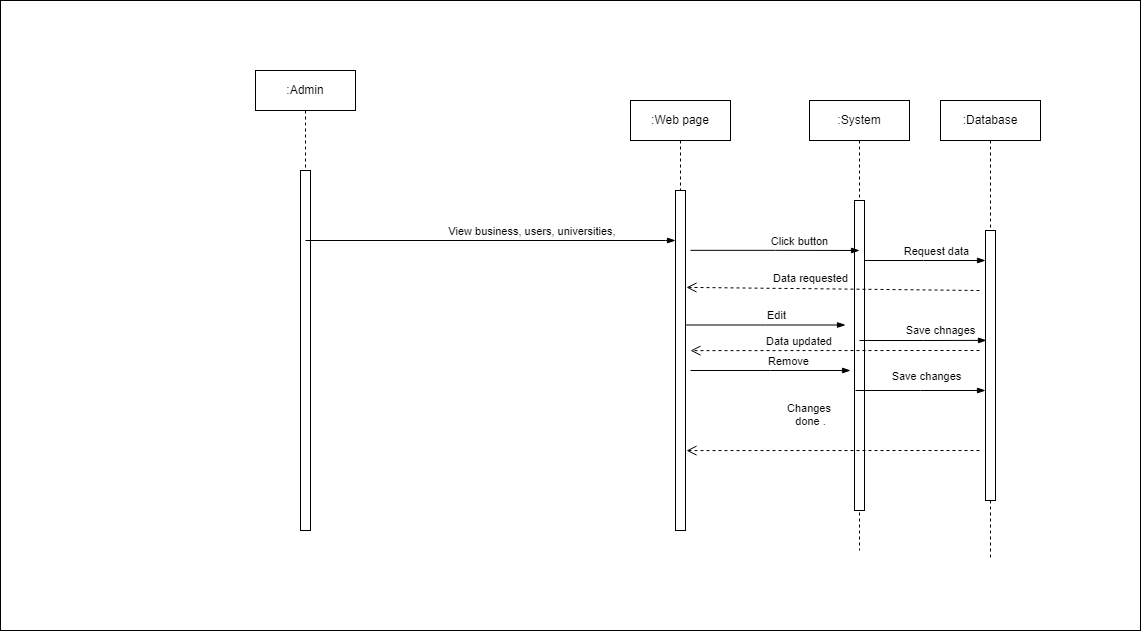 :Admin
:Web page
:System
:Database
View business, users, universities,
Click button
Request data
Data requested
Edit
Save chnages
Data updated
Remove
Save changes
Changes
done .